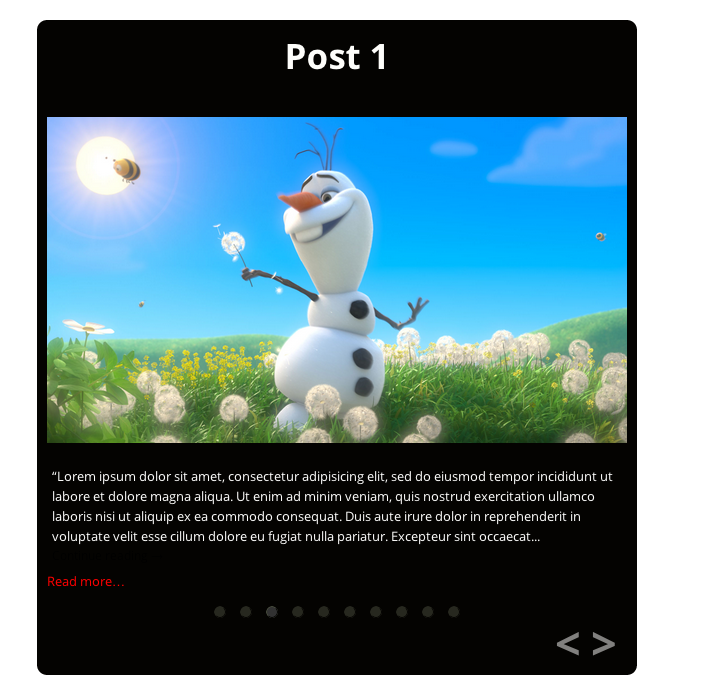 Post 1
“Lorem ipsum dolor sit amet, consectetur adipisicing elit, sed do eiusmod tempor incididunt ut
labore et dolore magna aliqua. Ut enim ad minim veniam, quis nostrud exercitation ullamco
laboris nisi ut aliquip ex ea commodo consequat. Duis aute irure dolor in reprehenderit in
voluptate velit esse cillum dolore eu fugiat nulla pariatur. Excepteur sint occaecat...
Read more...
< >